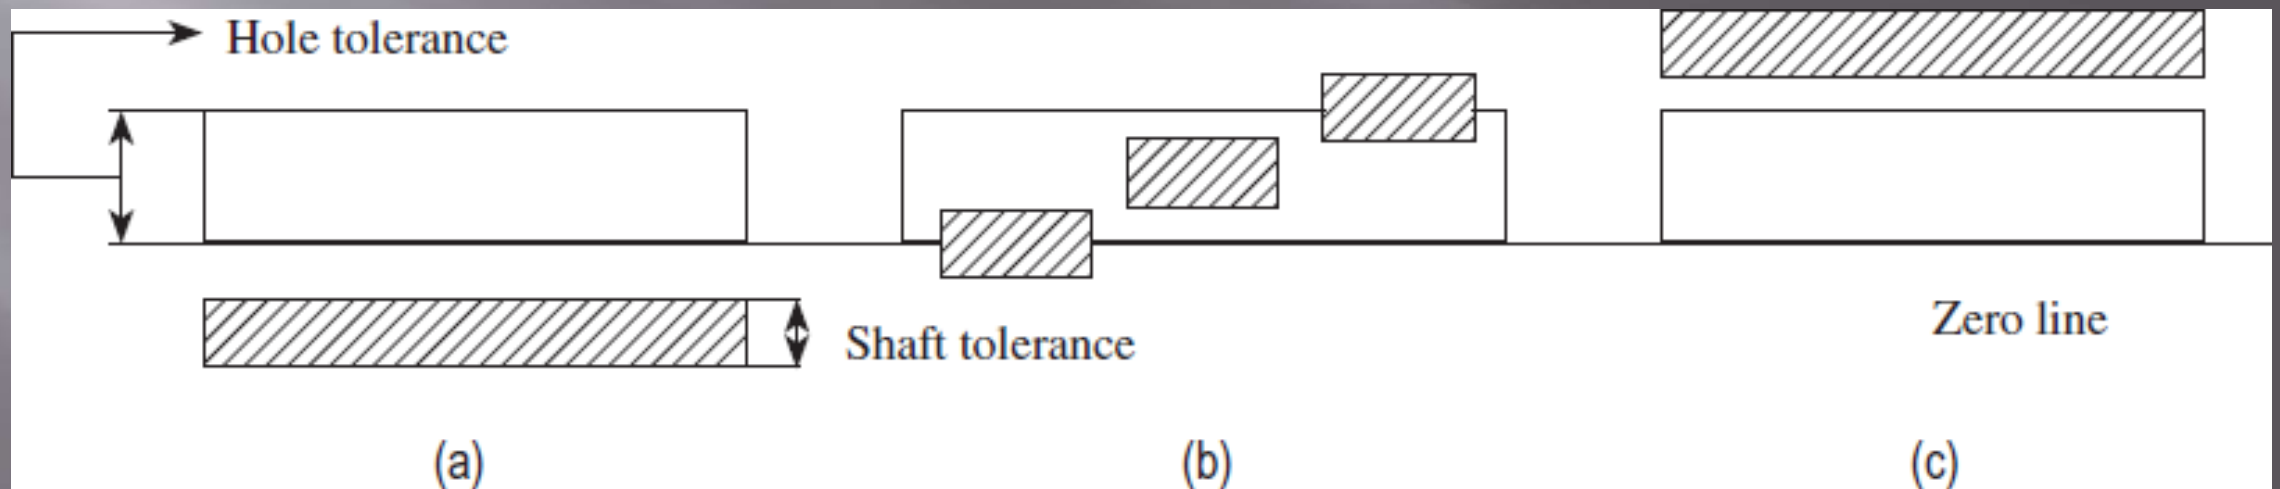 Hole tolerance
Shaft tolerance
Zero line
(a)
(b)
(c)